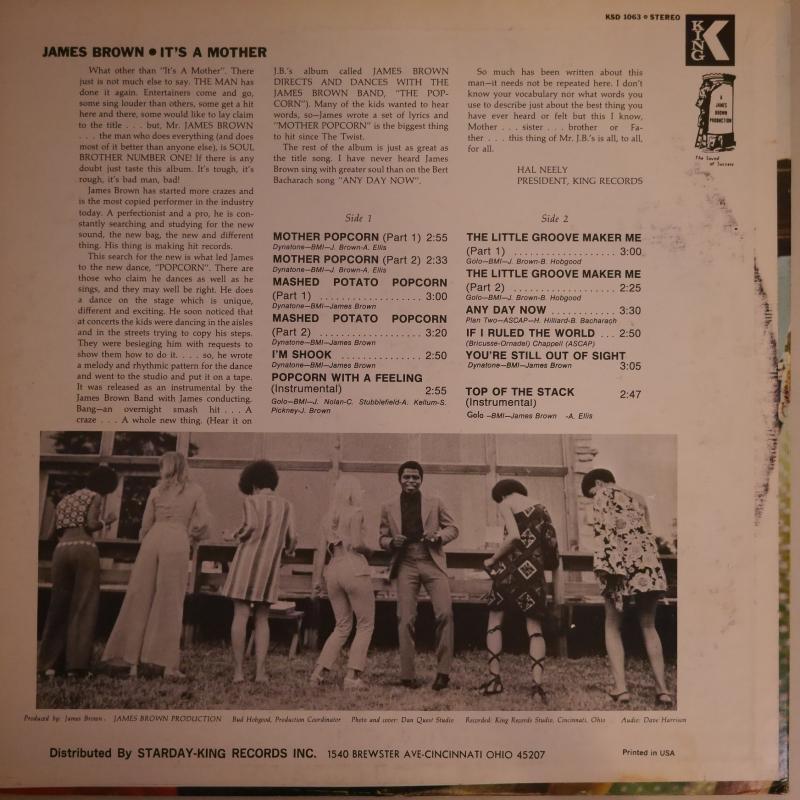 KSD 1063 • STEREO
KING
K
A
JAMES
BROWN
PRODUCTION
The Sound
of Success
JAMES BROWN • IT'S A MOTHER
What other than "It's A Mother". There
just is not much else to say. THE MAN has
done it again. Entertainers come and go,
some sing louder than others, some get a hit
here and there, some would like to lay claim
to the title . . . but, Mr. JAMES BROWN
. . . the man who does everything (and does
most of it better than anyone else), is SOUL
BROTHER NUMBER ONE! If there is any
doubt just taste this album. It's tough, it's
rough, it's bad man, bad!
James Brown has started more crazes and
is the most copied performer in the industry
today. A perfectionist and a pro, he is con-
stantly searching and studying for the new
sound, the new bag, the new and different
thing. His thing is making hit records.
This search for the new is what led James
to the new dance, "POPCORN". There are
those who claim he dances as well as he
sings, and they may well be right. He does
a dance on the stage which is unique,
different and exciting. He soon noticed that
at concerts the kids were dancing in the aisles
and in the streets trying to copy his steps.
They were besieging him with requests to
show them how to do it. . . . so, he wrote
a melody and rhythmic pattern for the dance
and went to the studio and put it on a tape.
It was released as an instrumental by the
James Brown Band with James conducting.
Bang—an overnight smash hit . . . A
craze . . . A whole new thing. (Hear it on
J.B.'s album called JAMES BROWN
DIRECTS AND DANCES WITH THE
JAMES BROWN BAND, "THE POP-
CORN"). Many of the kids wanted to hear
words, so—James wrote a set of lyrics and
"MOTHER POPCORN" is the biggest thing
to hit since The Twist.
The rest of the album is just as great as
the title song. I have never heard James
Brown sing with greater soul than on the Bert
Bacharach song "ANY DAY NOW".
So much has been written about this
man—it needs not be repeated here. I don't
know your vocabulary nor what words you
use to describe just about the best thing you
have ever heard or felt but this I know,
Mother . . . sister . . . brother or Fa-
ther . . . this thing of Mr. J.B.'s is all, to all,
for all.
HAL NEELY
PRESIDENT, KING RECORDS
Side 1
MOTHER POPCORN (Part 1) 2:55
Dynatone—BMI—J. Brown-A. Ellis
MOTHER POPCORN (Part 2) 2:33
Dynatone—BMI—J. Brown-A. Ellis
MASHED POTATO POPCORN
(Part 1) . . . . . . . . . . . . . . . . . . 3:00
Dynatone—BMI—James Brown
MASHED POTATO POPCORN
(Part 2) . . . . . . . . . . . . . . . . . . 3:20
Dynatone—BMI—James Brown
I'M SHOOK . . . . . . . . . . . . . . 2:50
Dynatone—BMI—James Brown
POPCORN WITH A FEELING
(Instrumental) 2:55
Golo—BMI—J. Nolan-C. Stubblefield-A. Kellum-S.
Pickney-J. Brown
Side 2
THE LITTLE GROOVE MAKER ME
(Part 1) . . . . . . . . . . . . . . . . . . 3:00
Golo—BMI—J. Brown-B. Hobgood
THE LITTLE GROOVE MAKER ME
(Part 2) . . . . . . . . . . . . . . . . . . 2:25
Golo—BMI—J. Brown-B. Hobgood
ANY DAY NOW . . . . . . . . . . . 3:30
Plan Two—ASCAP—H. Hilliard-B. Bacharach
IF I RULED THE WORLD . . . 2:50
(Bricusse-Ornadel) Chappell (ASCAP)
YOU'RE STILL OUT OF SIGHT
Dynatone—BMI—James Brown 3:05
TOP OF THE STACK 2:47
(Instrumental)
Golo —BMI—James Brown -A. Ellis
Produced by: James Brown. JAMES BROWN PRODUCTION Bud Hobgood, Production Coordinator Photo and cover: Dan Quest Studio Recorded: King Records Studio, Cincinnati, Ohio Audio: Dave Harrison
Distributed By STARDAY-KING RECORDS INC. 1540 BREWSTER AVE-CINCINNATI OHIO 45207 Printed in USA